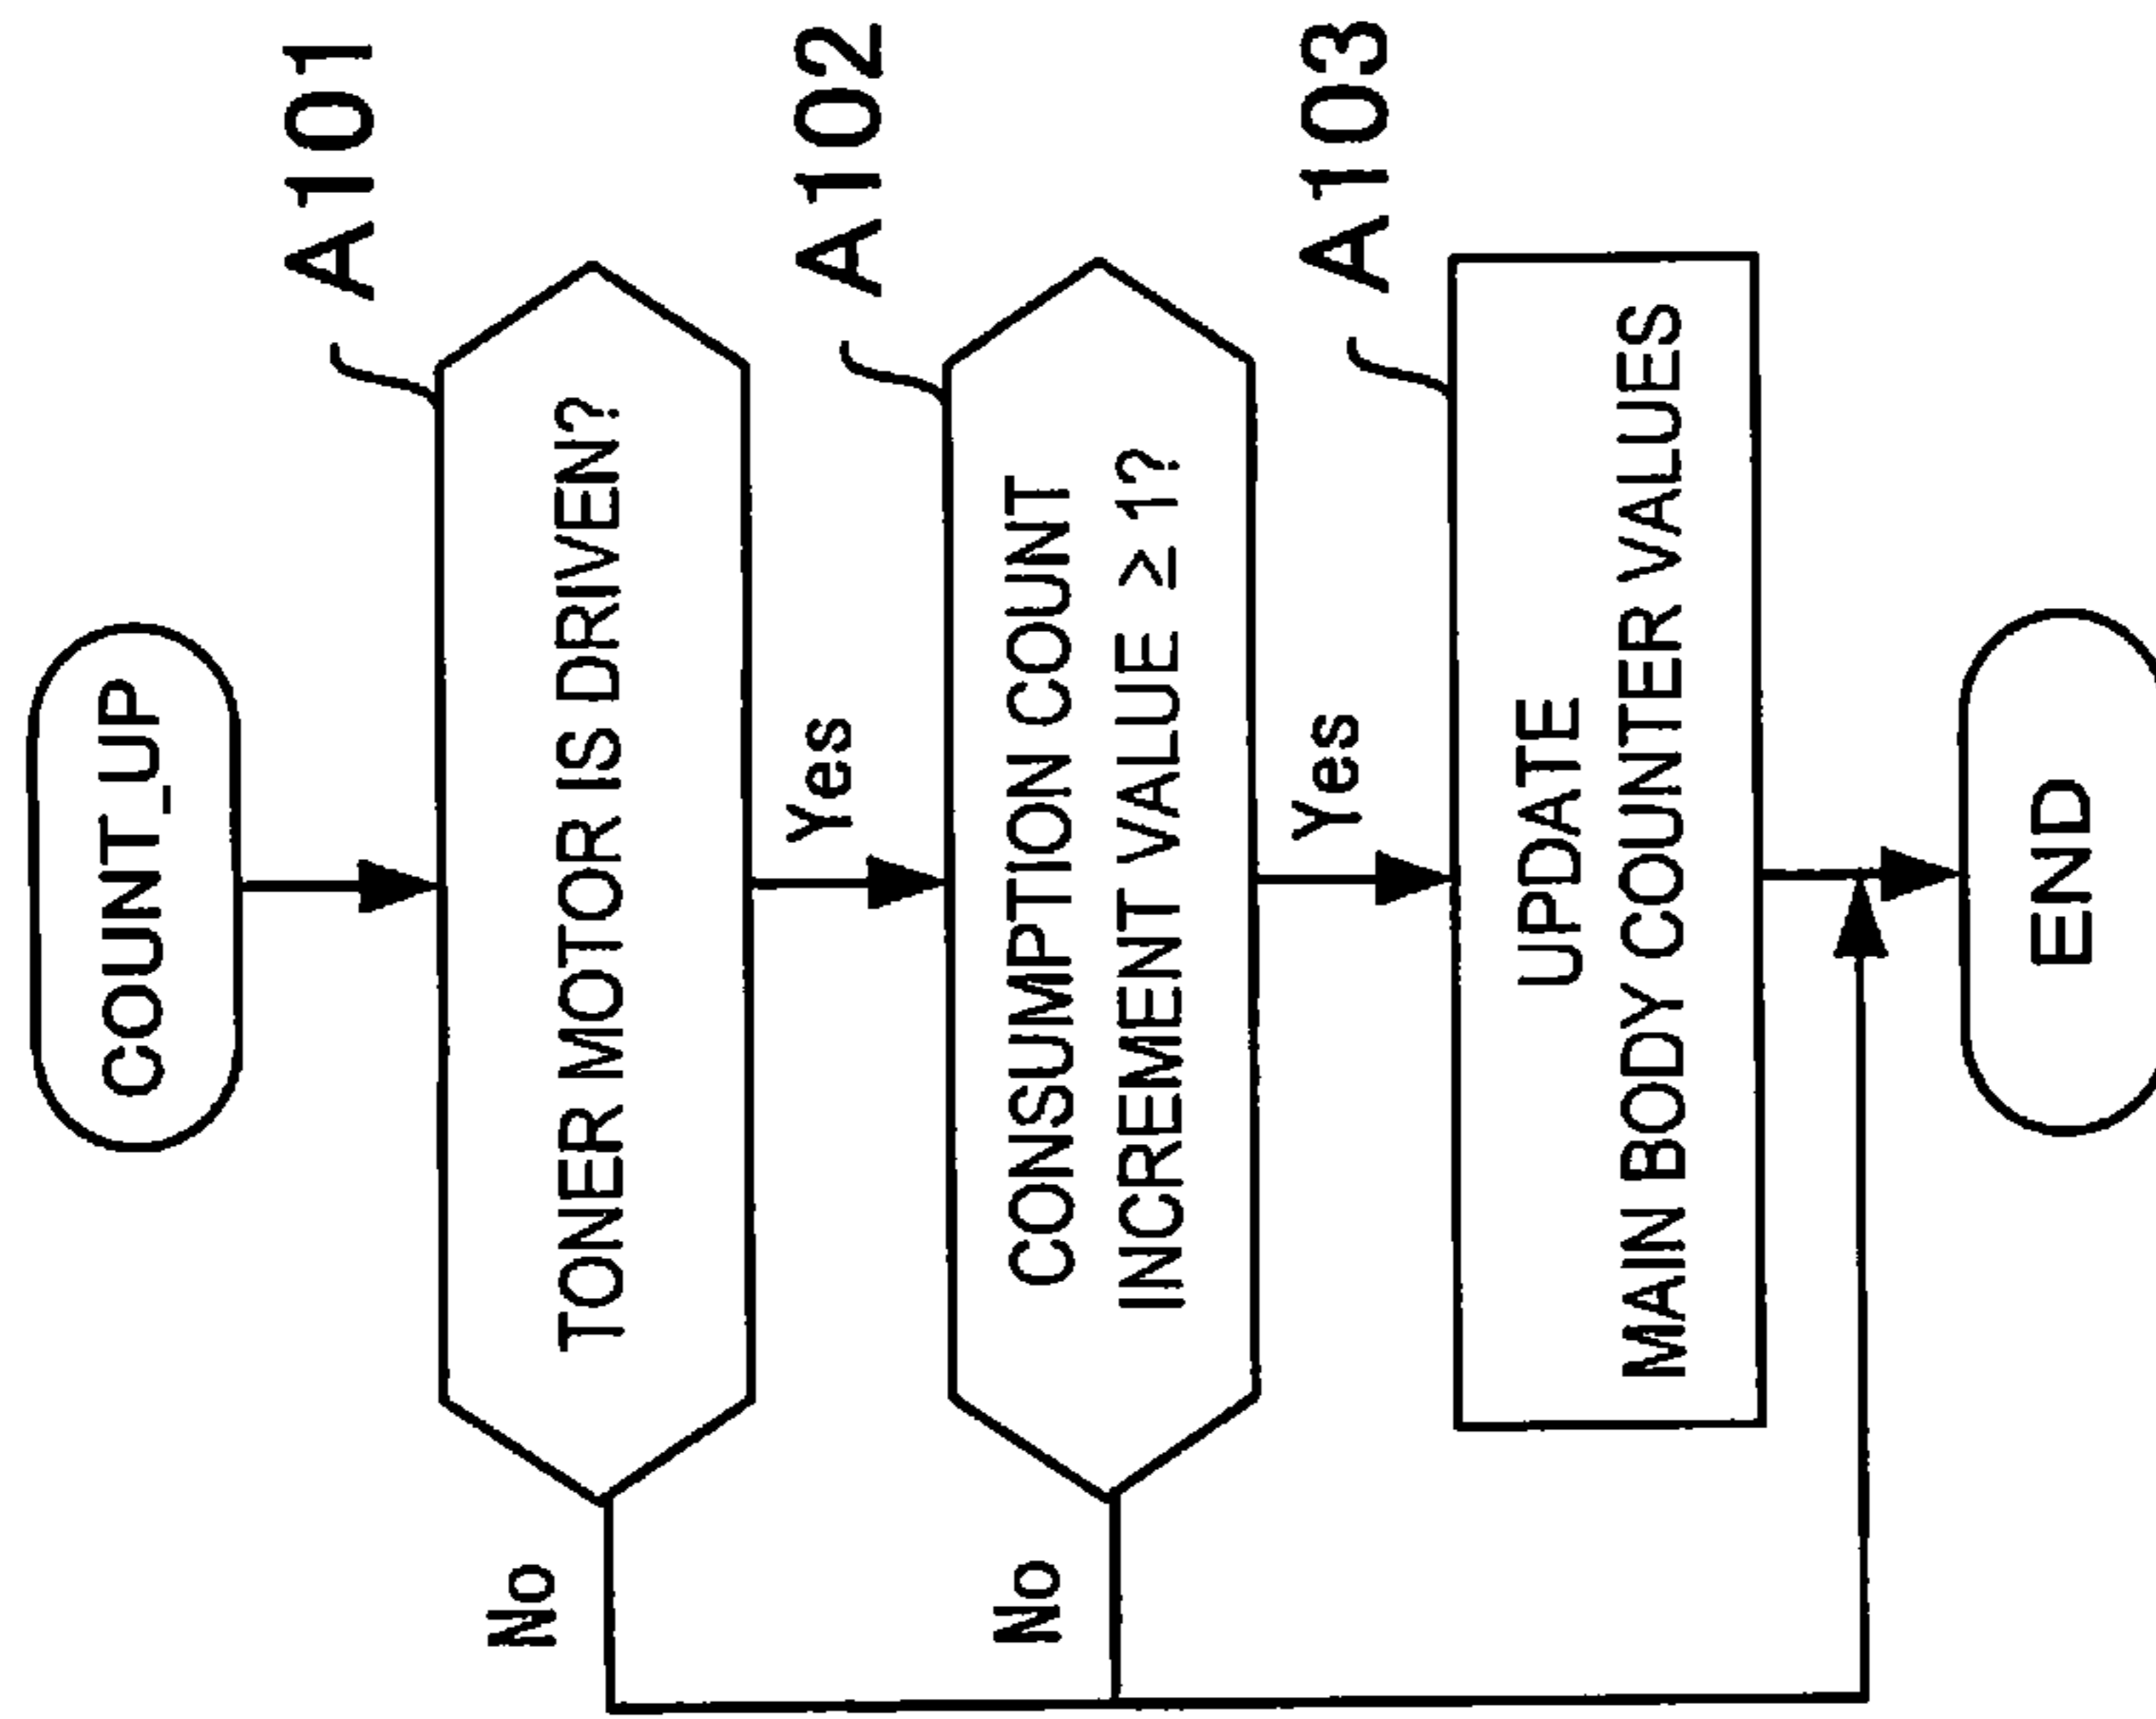 COUNT_UP
A101
TONER MOTOR IS DRIVEN?
No
Yes
A102
CONSUMPTION COUNT
INCREMENT VALUE ≥ 1?
No
Yes
A103
UPDATE
MAIN BODY COUNTER VALUES
END